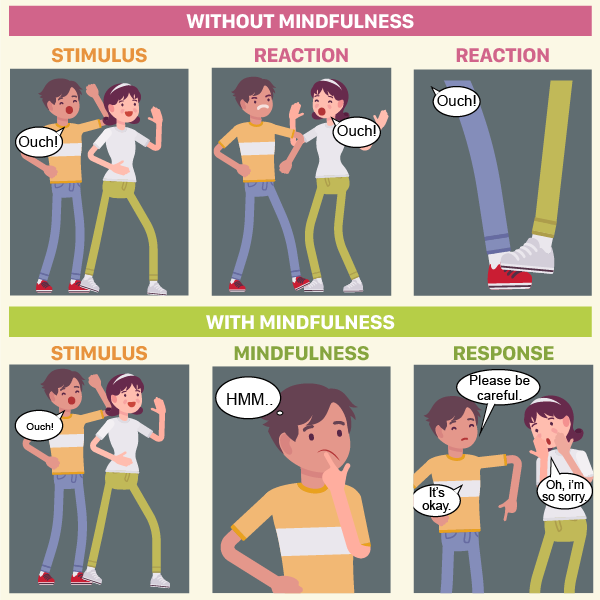 WITHOUT MINDFULNESS
STIMULUS
REACTION
REACTION
Ouch!
Ouch!
Ouch!
WITH MINDFULNESS
STIMULUS
MINDFULNESS
RESPONSE
Ouch!
HMM..
Please be
careful.
Oh, i'm
so sorry.
It's
okay.